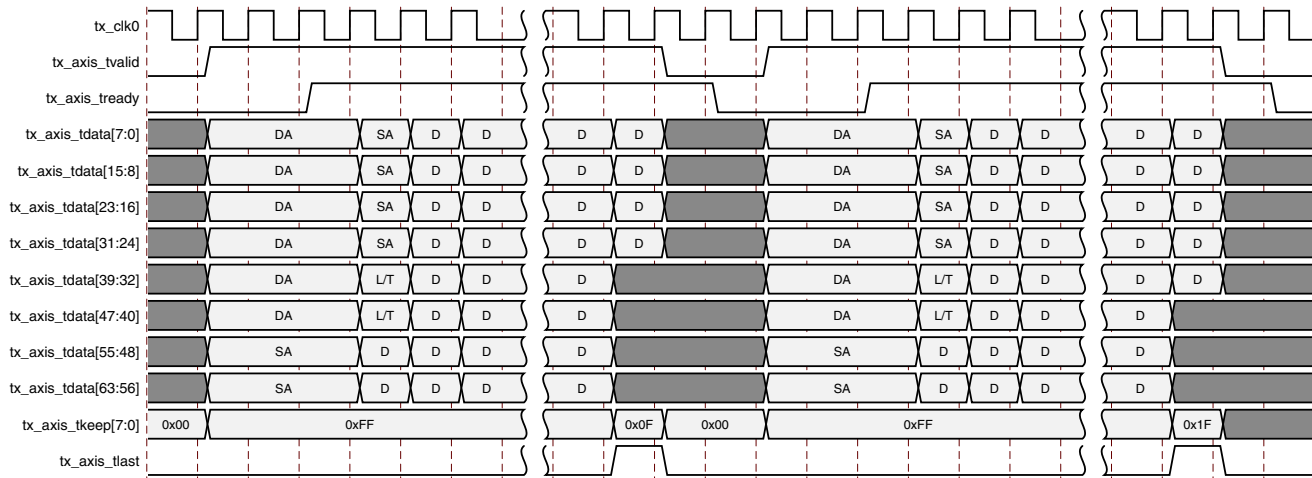 tx_clk0
tx_axis_tvalid
tx_axis_tready
tx_axis_tdata[7:0] DA SA D D D D DA SA D D D D
tx_axis_tdata[15:8] DA SA D D D D DA SA D D D D
tx_axis_tdata[23:16] DA SA D D D D DA SA D D D D
tx_axis_tdata[31:24] DA SA D D D D DA SA D D D D
tx_axis_tdata[39:32] DA L/T D D D DA L/T D D D D
tx_axis_tdata[47:40] DA L/T D D D DA L/T D D D
tx_axis_tdata[55:48] SA D D D D SA D D D D
tx_axis_tdata[63:56] SA D D D D SA D D D D
tx_axis_tkeep[7:0] 0x00 0xFF 0x0F 0x00 0xFF 0x1F
tx_axis_tlast